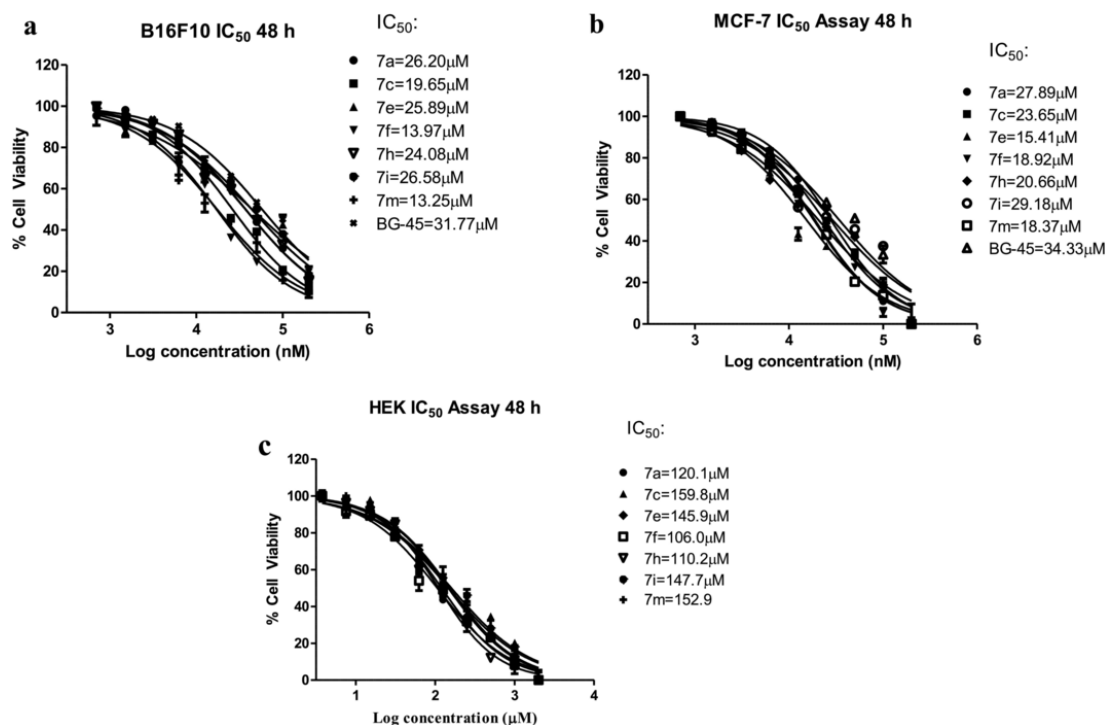 a
B16F10 IC50 48 h
IC50:
7a=26.20μM
7c=19.65μM
7e=25.89μM
7f=13.97μM
7h=24.08μM
7i=26.58μM
7m=13.25μM
BG-45=31.77μM
% Cell Viability
120
100
80
60
40
20
0
3
4
5
6
Log concentration (nM)
b
MCF-7 IC50 Assay 48 h
IC50:
7a=27.89μM
7c=23.65μM
7e=15.41μM
7f=18.92μM
7h=20.66μM
7i=29.18μM
7m=18.37μM
BG-45=34.33μM
% Cell Viability
120
100
80
60
40
20
0
3
4
5
6
Log concentration (nM)
c
HEK IC50 Assay 48 h
IC50:
7a=120.1μM
7c=159.8μM
7e=145.9μM
7f=106.0μM
7h=110.2μM
7i=147.7μM
7m=152.9
% Cell Viability
120
100
80
60
40
20
0
1
2
3
4
Log concentration (μM)